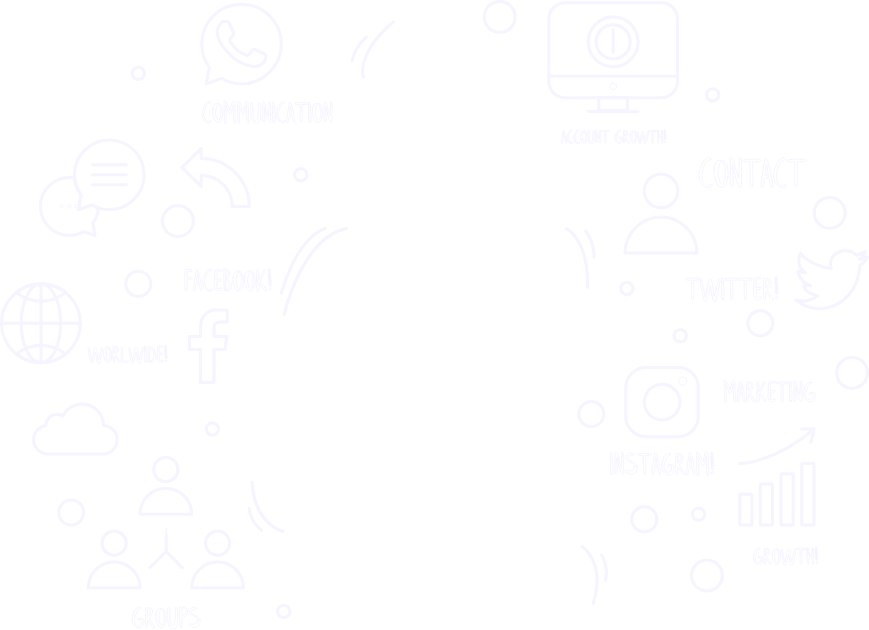 COMMUNICATION
ACCOUNT GROWTH!
CONTACT
FACEBOOK!
TWITTER!
WORLWIDE!
MARKETING
INSTAGRAM!
GROWTH!
GROUPS